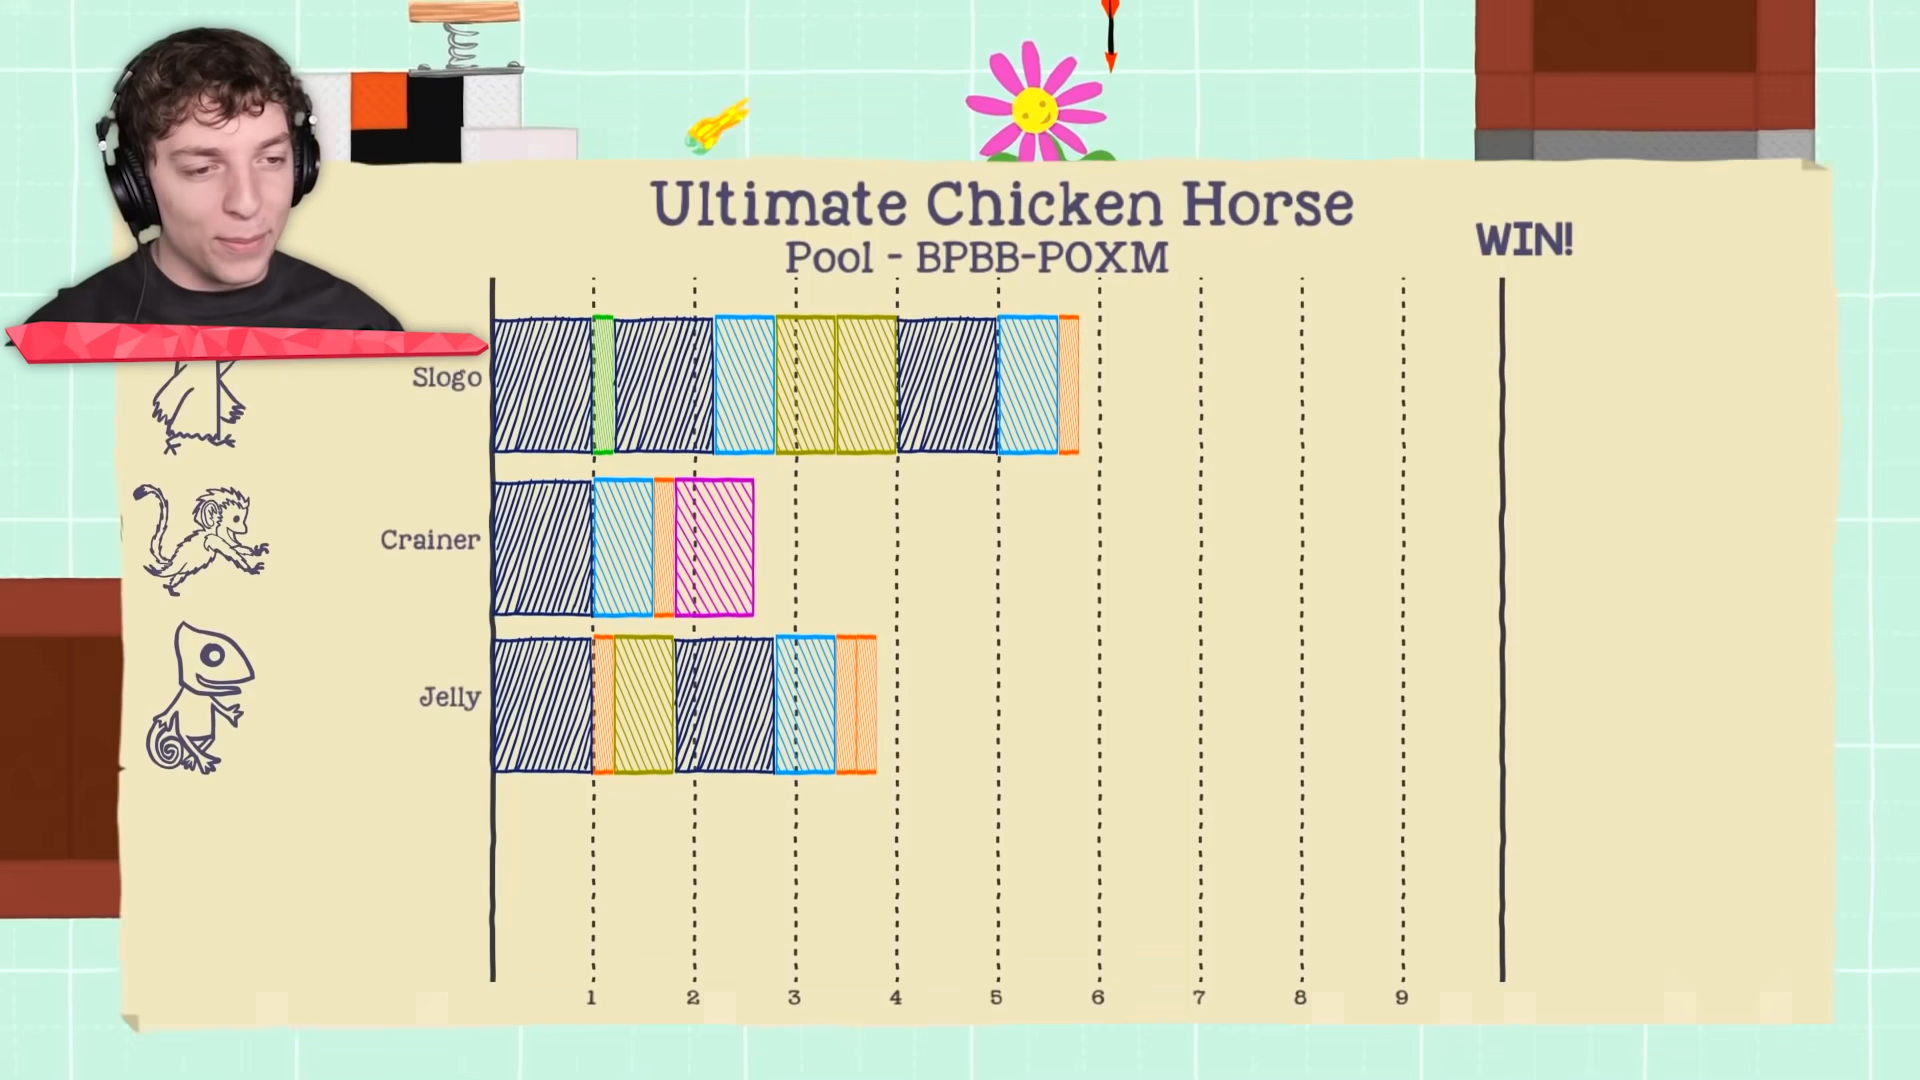 Ultimate Chicken Horse
Pool - BPBB-POXM
WIN!
Slogo
Crainer
Jelly
1 2 3 4 5 6 7 8 9